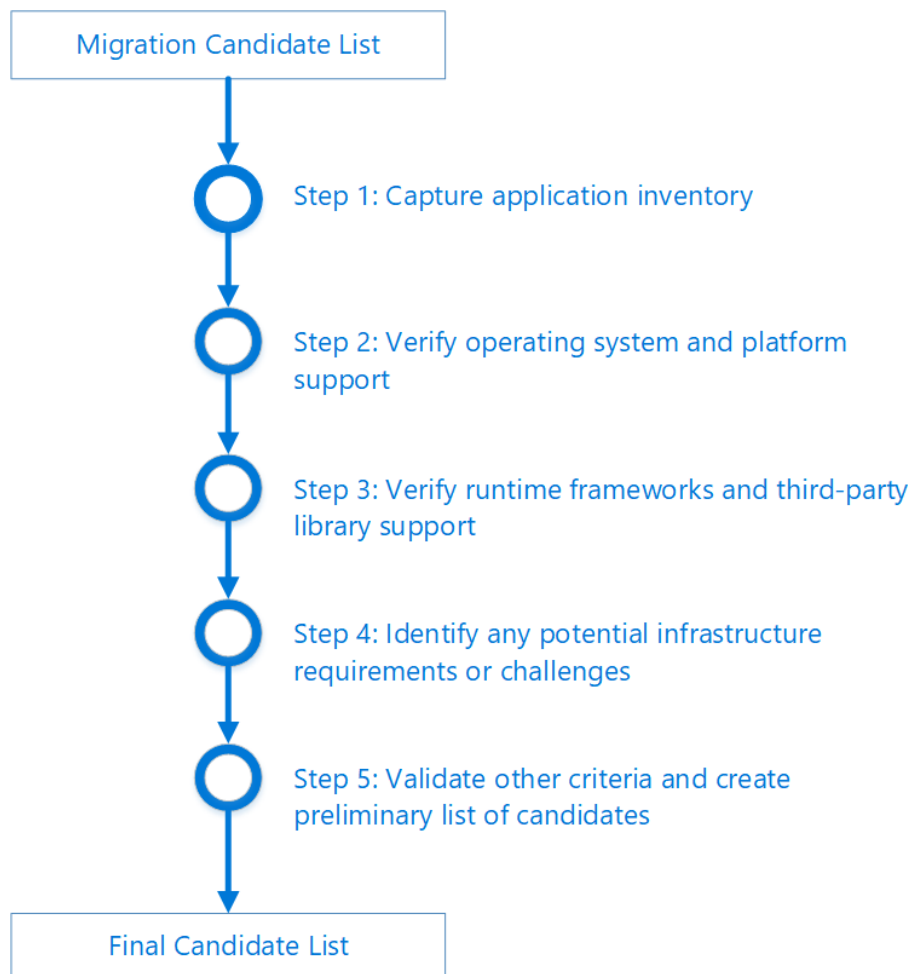 Migration Candidate List
Step 1: Capture application inventory
Step 2: Verify operating system and platform
support
Step 3: Verify runtime frameworks and third-party
library support
Step 4: Identify any potential infrastructure
requirements or challenges
Step 5: Validate other criteria and create
preliminary list of candidates
Final Candidate List